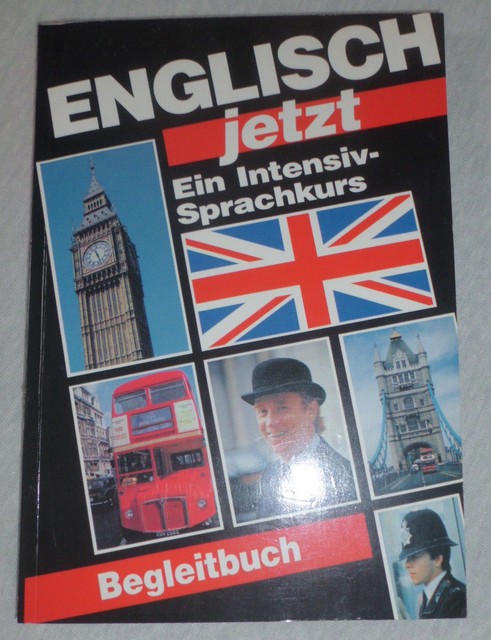 ENGLISCH
jetzt
Ein Intensiv-
Sprachkurs
Begleitbuch